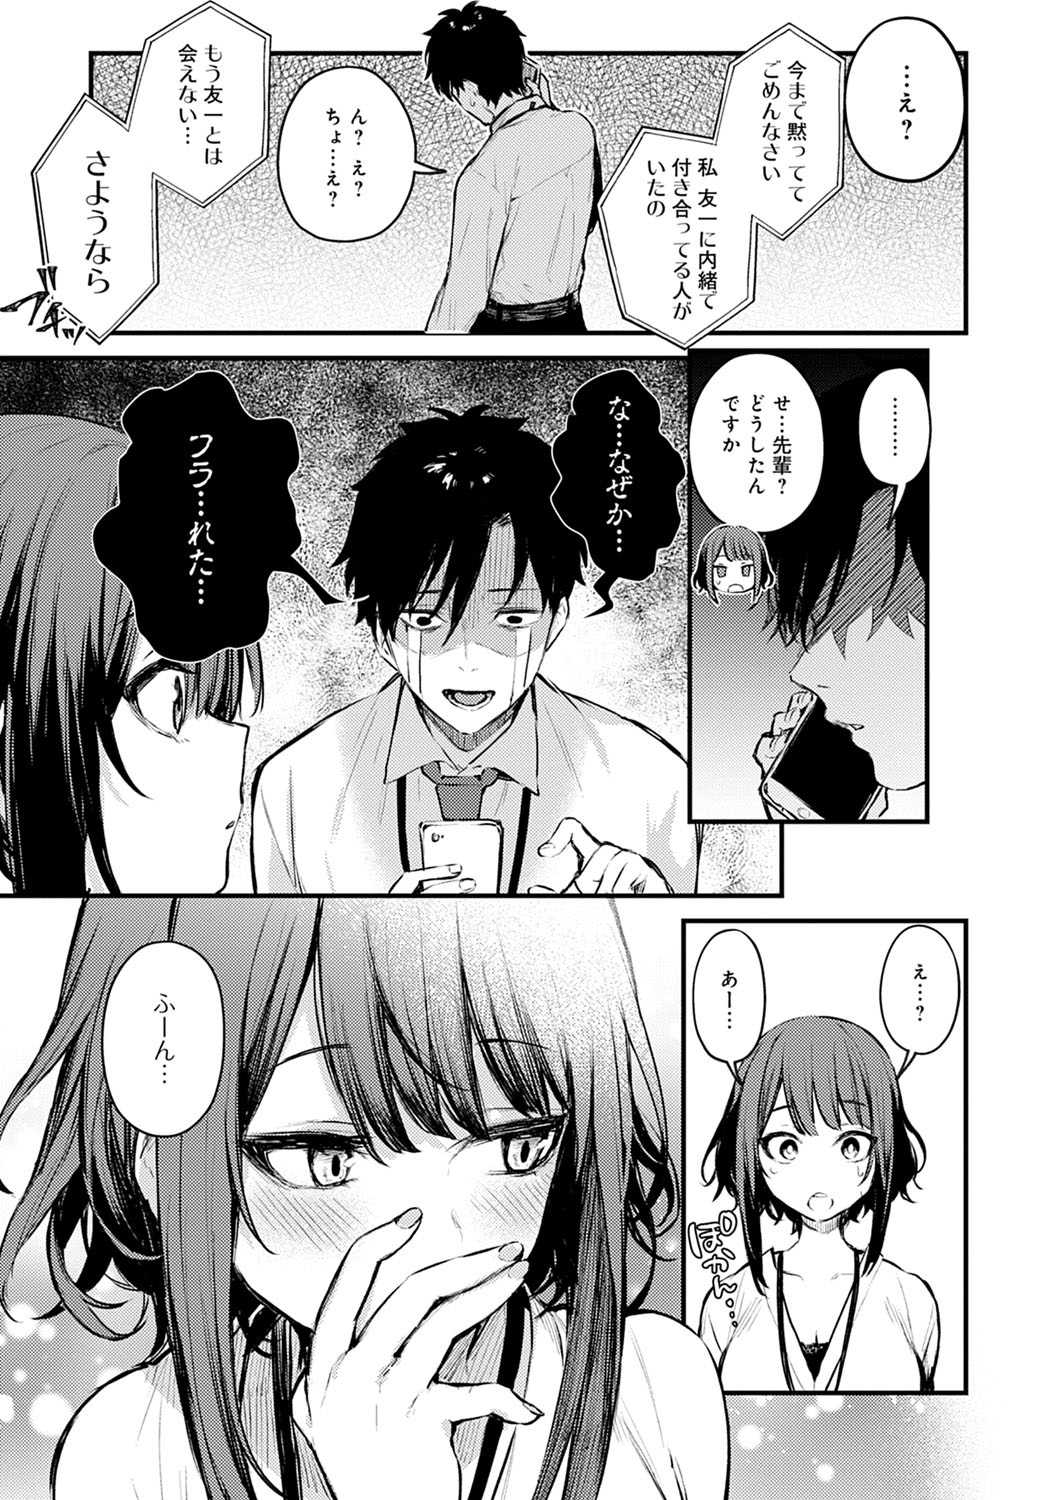 …え?
今まで黙ってて
ごめんなさい
私 友一に内緒で
付き合ってる人が
いたの
ん? え?
ちょ…え?
もう友一とは
会えない…
さようなら
ブツッ
………
せ…先輩?
どうしたん
ですか
な…なぜか…
フラ…れた…
え…?
あー…
ぽかん…
ふーん…